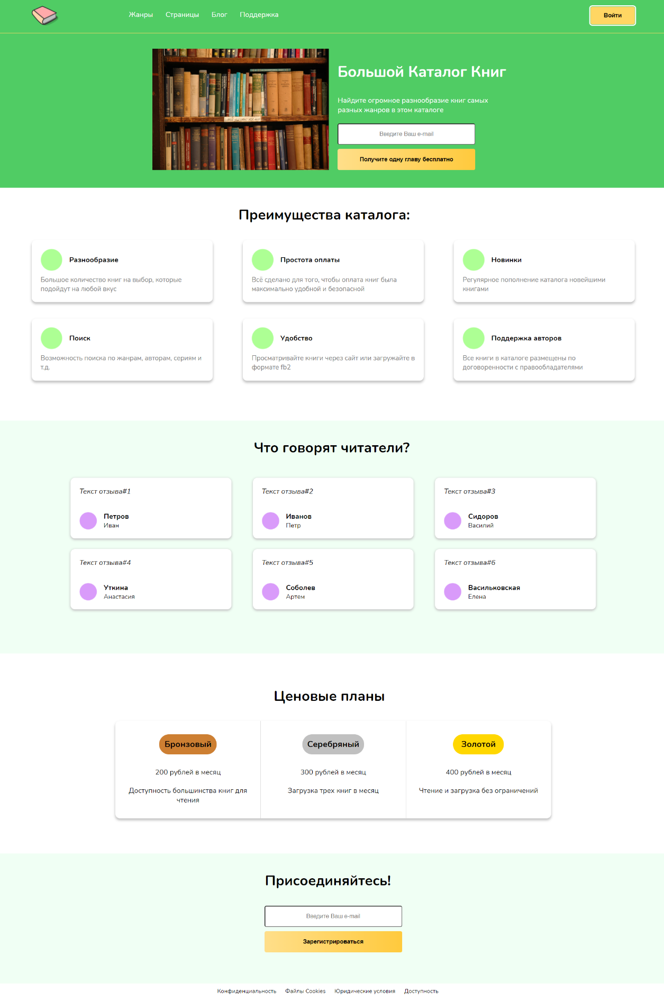 Жанры Страницы Блог Поддержка Войти
Большой Каталог Книг
Найдите огромное разнообразие книг самых
разных жанров в этом каталоге
Введите Ваш e-mail
Получите одну главу бесплатно
Преимущества каталога:
Разнообразие
Большое количество книг на выбор, которые
подойдут на любой вкус
Простота оплаты
Всё сделано для того, чтобы оплата книг была
максимально удобной и безопасной
Новинки
Регулярное пополнение каталога новейшими
книгами
Поиск
Возможность поиска по жанрам, авторам, сериям и
т.д.
Удобство
Просматривайте книги через сайт или загружайте в
формате fb2
Поддержка авторов
Все книги в каталоге размещены по
договоренности с правообладателями
Что говорят читатели?
Текст отзыва#1
Петров
Иван
Текст отзыва#2
Иванов
Петр
Текст отзыва#3
Сидоров
Василий
Текст отзыва#4
Уткина
Анастасия
Текст отзыва#5
Соболев
Артем
Текст отзыва#6
Васильковская
Елена
Ценовые планы
Бронзовый
200 рублей в месяц
Доступность большинства книг для
чтения
Серебряный
300 рублей в месяц
Загрузка трех книг в месяц
Золотой
400 рублей в месяц
Чтение и загрузка без ограничений
Присоединяйтесь!
Введите Ваш e-mail
Зарегистрироваться
Конфиденциальность Файлы Cookies Юридические условия Доступность